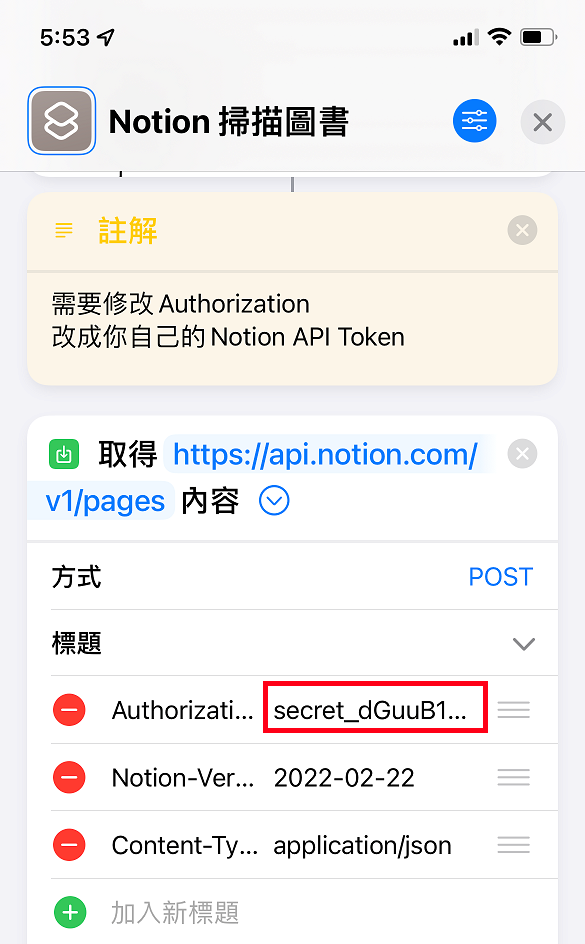 5:53
Notion 掃描圖書
註解
需要修改 Authorization
改成你自己的 Notion API Token
取得 https://api.notion.com/
v1/pages 內容
方式 POST
標題
Authorizati... secret_dGuuB1...
Notion-Ver... 2022-02-22
Content-Ty... application/json
加入新標題